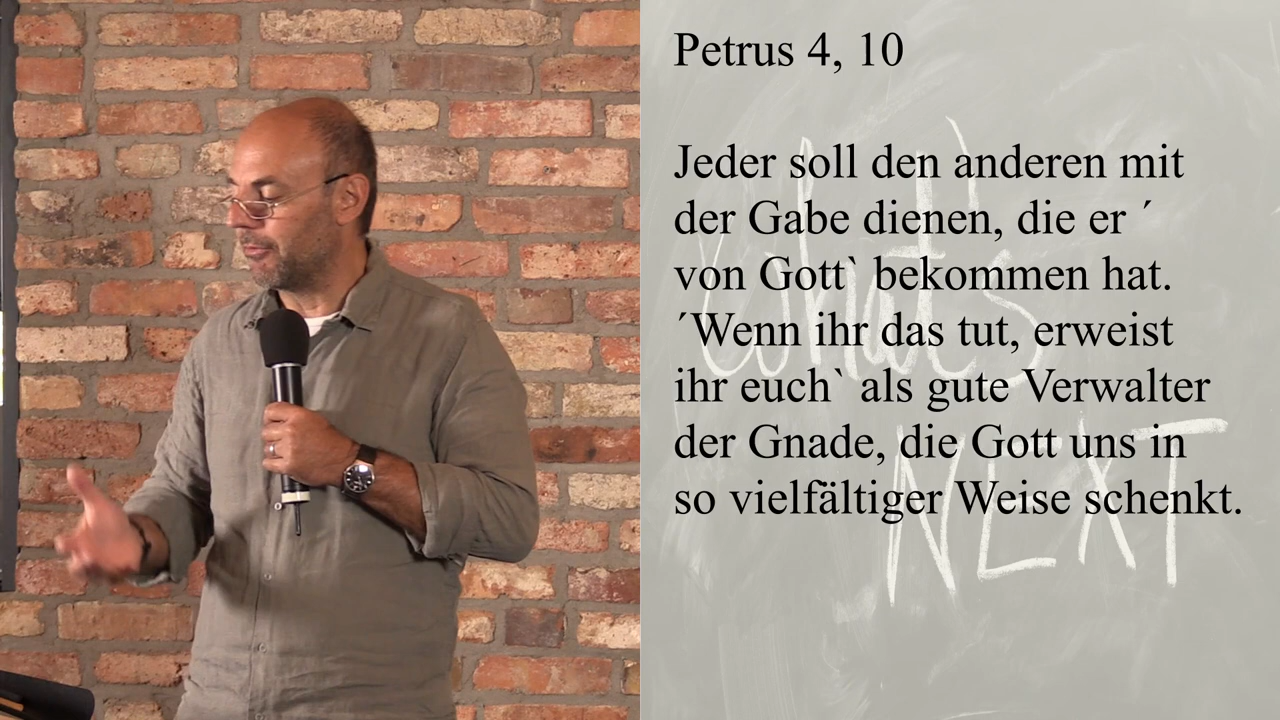 Petrus 4, 10
Jeder soll den anderen mit
der Gabe dienen, die er ´
von Gott` bekommen hat.
´Wenn ihr das tut, erweist
ihr euch` als gute Verwalter
der Gnade, die Gott uns in
so vielfältiger Weise schenkt.
What's
NEXT